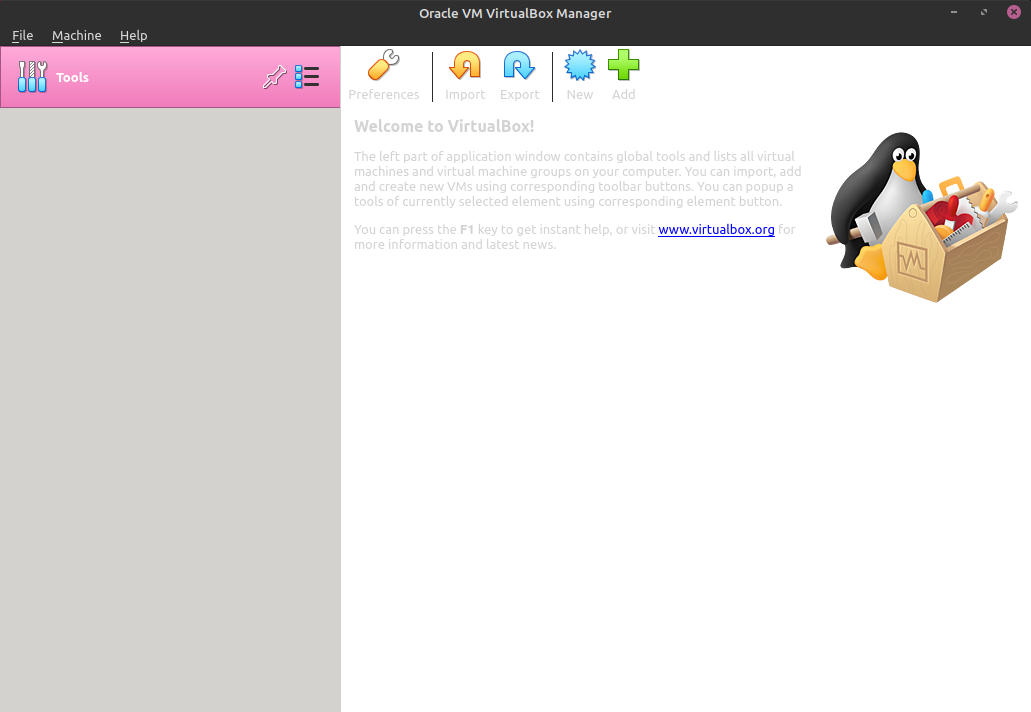 Oracle VM VirtualBox Manager
File Machine Help
Tools
Preferences Import Export New Add
Welcome to VirtualBox!
The left part of application window contains global tools and lists all virtual
machines and virtual machine groups on your computer. You can import, add
and create new VMs using corresponding toolbar buttons. You can popup a
tools of currently selected element using corresponding element button.
You can press the F1 key to get instant help, or visit www.virtualbox.org for
more information and latest news.